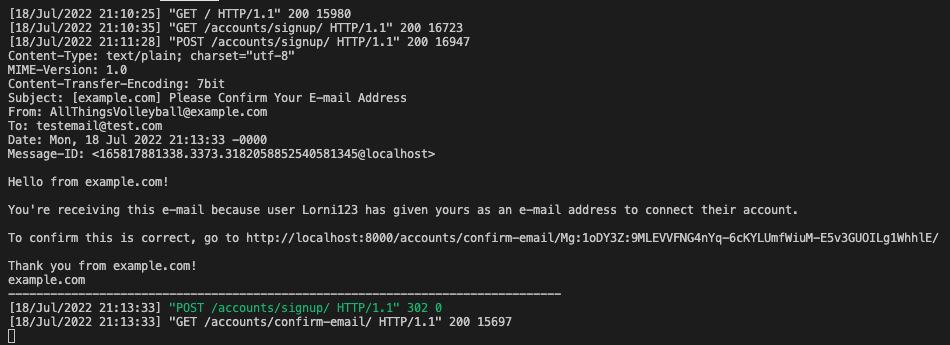 [18/Jul/2022 21:10:25] "GET / HTTP/1.1" 200 15980
[18/Jul/2022 21:10:35] "GET /accounts/signup/ HTTP/1.1" 200 16723
[18/Jul/2022 21:11:28] "POST /accounts/signup/ HTTP/1.1" 200 16947
Content-Type: text/plain; charset="utf-8"
MIME-Version: 1.0
Content-Transfer-Encoding: 7bit
Subject: [example.com] Please Confirm Your E-mail Address
From: AllThingsVolleyball@example.com
To: testemail@test.com
Date: Mon, 18 Jul 2022 21:13:33 -0000
Message-ID: <165817881338.3373.3182058852540581345@localhost>

Hello from example.com!

You're receiving this e-mail because user Lorni123 has given yours as an e-mail address to connect their account.

To confirm this is correct, go to http://localhost:8000/accounts/confirm-email/Mg:1oDY3Z:9MLEVVFNG4nYq-6cKYLUmfWiuM-E5v3GUOILg1WhhlE/

Thank you from example.com!
example.com
-------------------------------------------------------------------------------
[18/Jul/2022 21:13:33] "POST /accounts/signup/ HTTP/1.1" 302 0
[18/Jul/2022 21:13:33] "GET /accounts/confirm-email/ HTTP/1.1" 200 15697